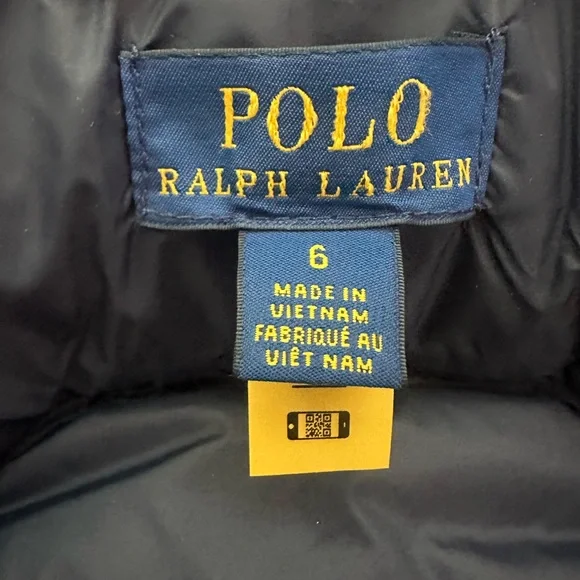 POLO
RALPH LAUREN
6
MADE IN
VIETNAM
FABRIQUÉ AU
VIÊT NAM